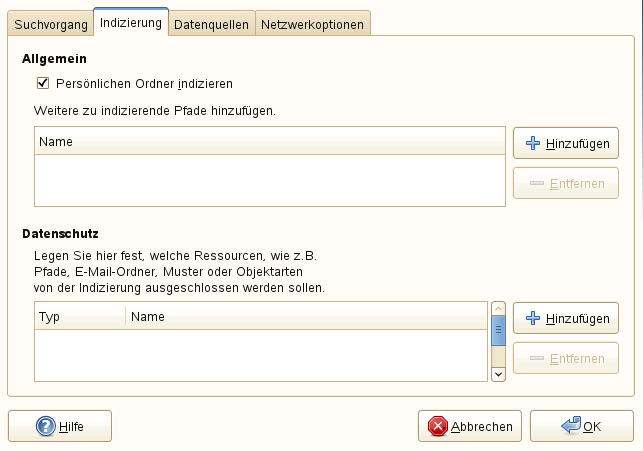 Suchvorgang Indizierung Datenquellen Netzwerkoptionen
Allgemein
Persönlichen Ordner indizieren
Weitere zu indizierende Pfade hinzufügen.
Name
Hinzufügen
Entfernen
Datenschutz
Legen Sie hier fest, welche Ressourcen, wie z.B.
Pfade, E-Mail-Ordner, Muster oder Objektarten
von der Indizierung ausgeschlossen werden sollen.
Typ Name
Hinzufügen
Entfernen
Hilfe Abbrechen OK